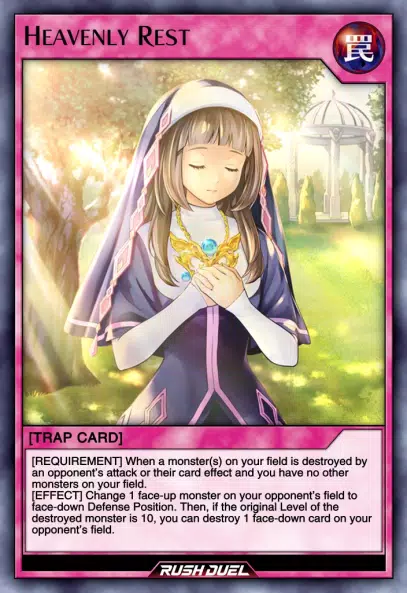 HEAVENLY REST
罠
[TRAP CARD]
[REQUIREMENT] When a monster(s) on your field is destroyed by
an opponent's attack or their card effect and you have no other
monsters on your field.
[EFFECT] Change 1 face-up monster on your opponent's field to
face-down Defense Position. Then, if the original Level of the
destroyed monster is 10, you can destroy 1 face-down card on your
opponent's field.
RUSH DUEL